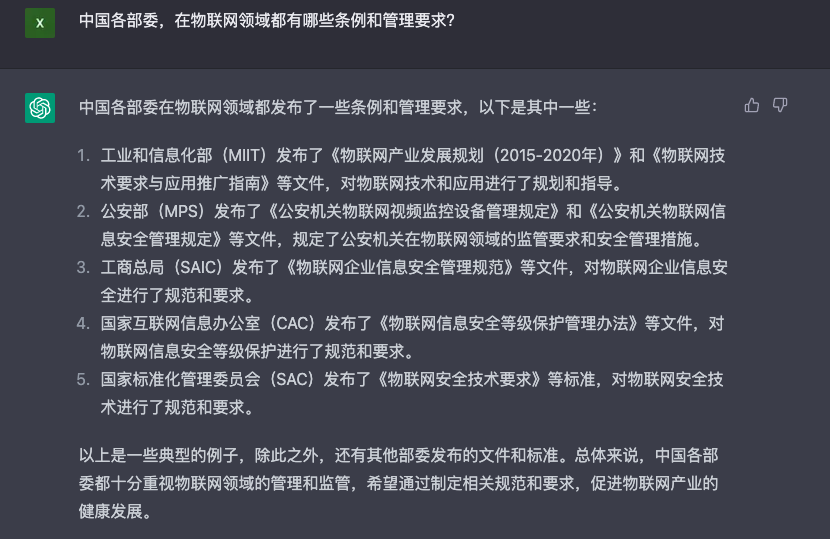 X
中国各部委，在物联网领域都有哪些条例和管理要求？
中国各部委在物联网领域都发布了一些条例和管理要求，以下是其中一些：
1. 工业和信息化部（MIIT）发布了《物联网产业发展规划（2015-2020年）》和《物联网技
术要求与应用推广指南》等文件，对物联网技术和应用进行了规划和指导。
2. 公安部（MPS）发布了《公安机关物联网视频监控设备管理规定》和《公安机关物联网信
息安全管理规定》等文件，规定了公安机关在物联网领域的监管要求和安全管理措施。
3. 工商总局（SAIC）发布了《物联网企业信息安全管理规范》等文件，对物联网企业信息安
全进行了规范和要求。
4. 国家互联网信息办公室（CAC）发布了《物联网信息安全等级保护管理办法》等文件，对
物联网信息安全等级保护进行了规范和要求。
5. 国家标准化管理委员会（SAC）发布了《物联网安全技术要求》等标准，对物联网安全技
术进行了规范和要求。
以上是一些典型的例子，除此之外，还有其他部委发布的文件和标准。总体来说，中国各部
委都十分重视物联网领域的管理和监管，希望通过制定相关规范和要求，促进物联网产业的
健康发展。